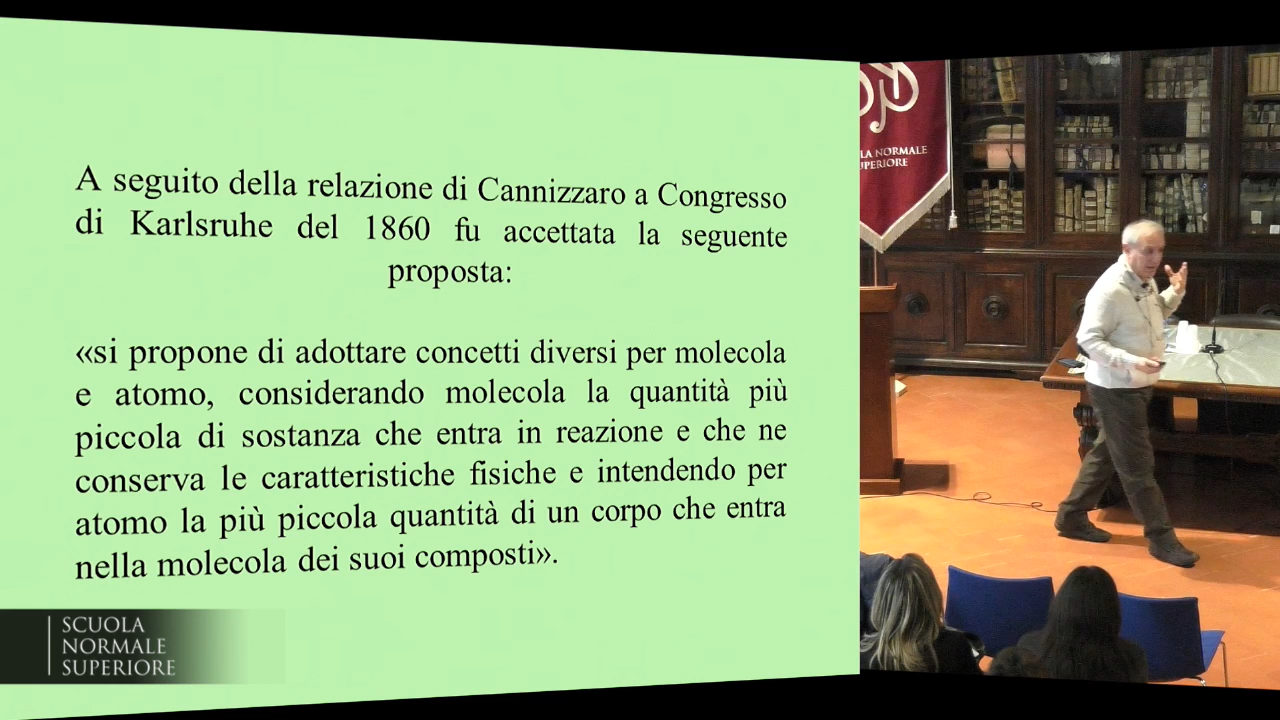 A seguito della relazione di Cannizzaro a Congresso
di Karlsruhe del 1860 fu accettata la seguente
proposta:
«si propone di adottare concetti diversi per molecola
e atomo, considerando molecola la quantità più
piccola di sostanza che entra in reazione e che ne
conserva le caratteristiche fisiche e intendendo per
atomo la più piccola quantità di un corpo che entra
nella molecola dei suoi composti».
SCUOLA
NORMALE
SUPERIORE
LA NORMALE
PERIORE